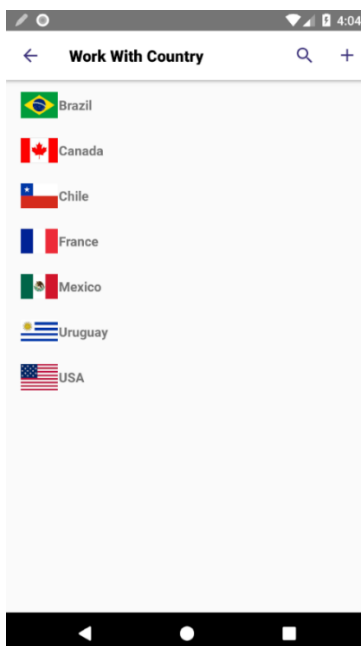 4:04
Work With Country
Brazil
Canada
Chile
France
Mexico
Uruguay
USA